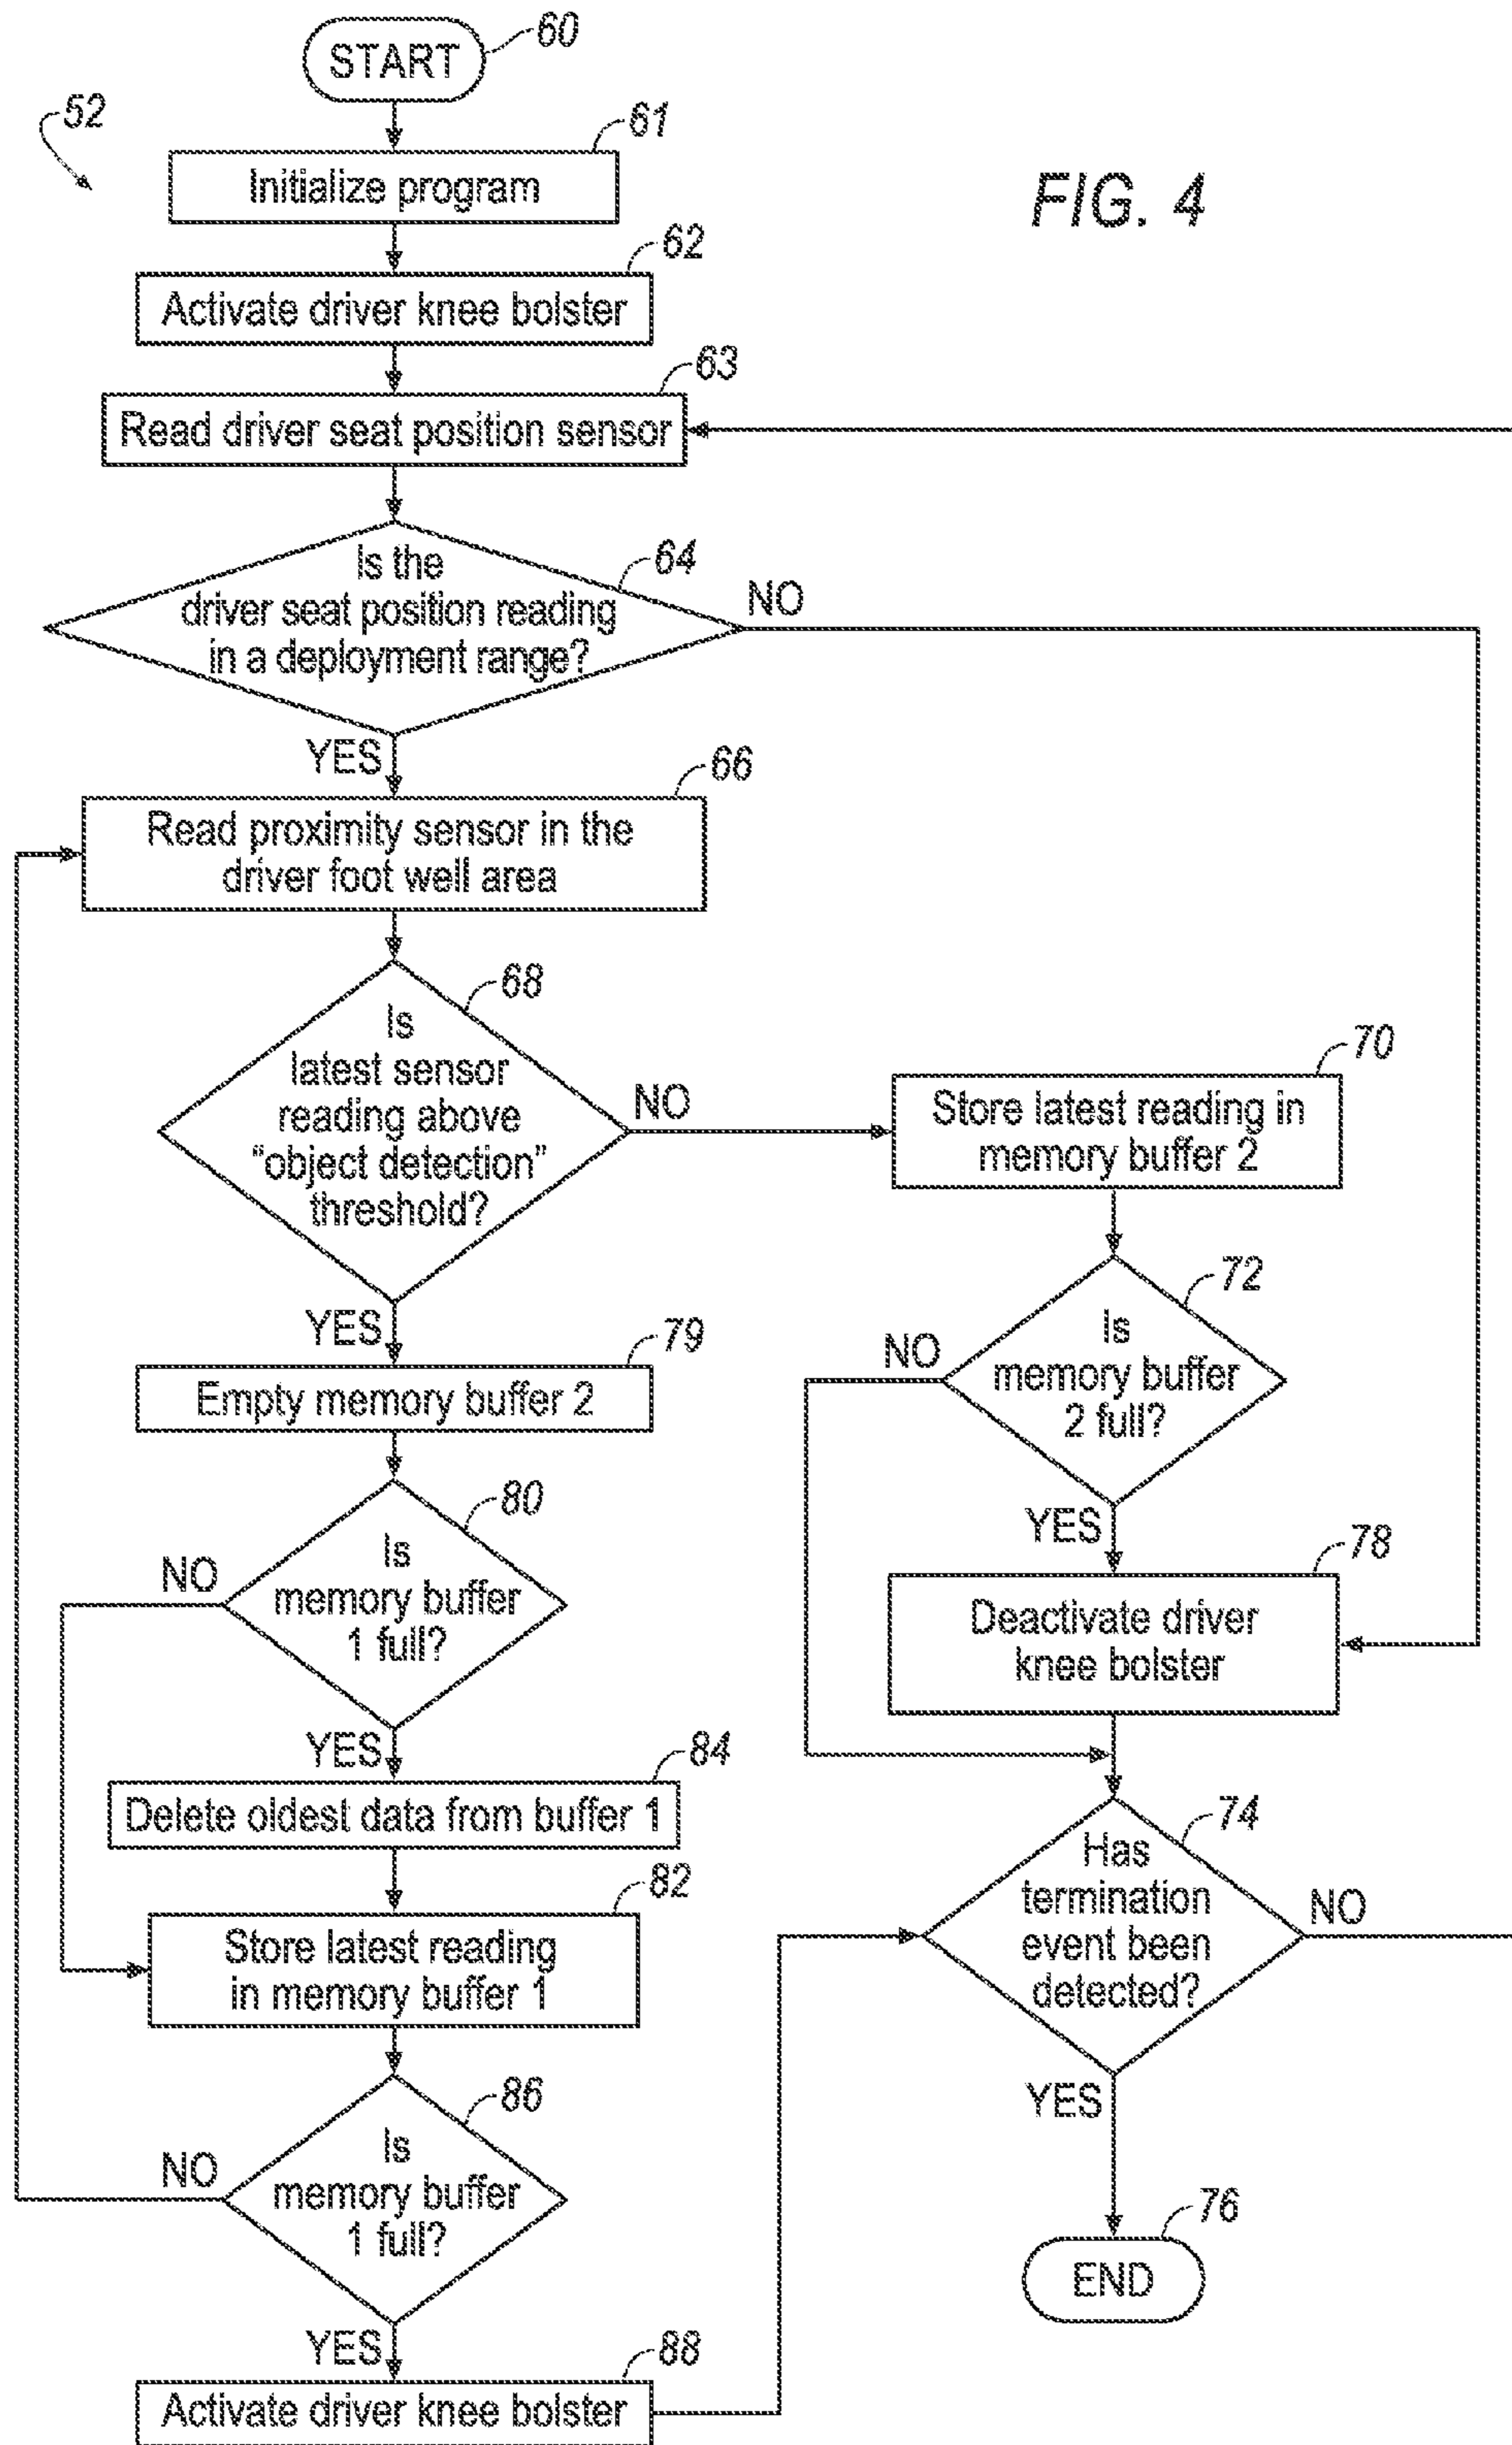 START
60
52
61
Initialize program
FIG. 4
62
Activate driver knee bolster
63
Read driver seat position sensor
Is the
driver seat position reading
in a deployment range?
64
NO
YES
66
Read proximity sensor in the
driver foot well area
68
Is
latest sensor
reading above
“object detection”
threshold?
NO
YES
70
Store latest reading in
memory buffer 2
72
Is
memory buffer
2 full?
NO
YES
79
Empty memory buffer 2
80
Is
memory buffer
1 full?
NO
YES
78
Deactivate driver
knee bolster
84
Delete oldest data from buffer 1
82
Store latest reading
in memory buffer 1
74
Has
termination
event been
detected?
NO
YES
86
Is
memory buffer
1 full?
NO
YES
76
END
88
Activate driver knee bolster